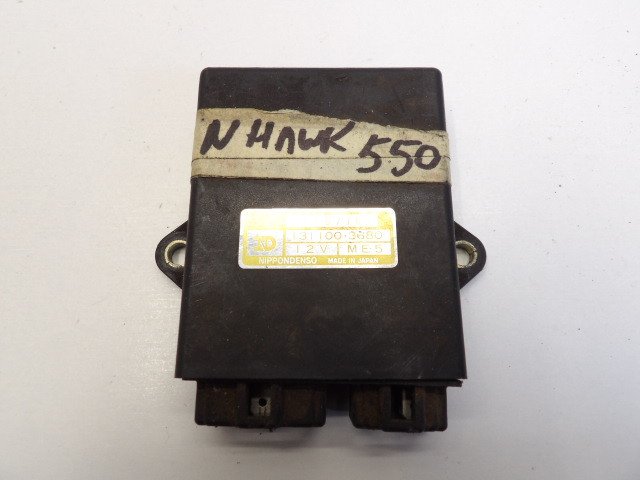 N HAWK 550
ND
131100-3680
12V ME5
NIPPONDENSO MADE IN JAPAN